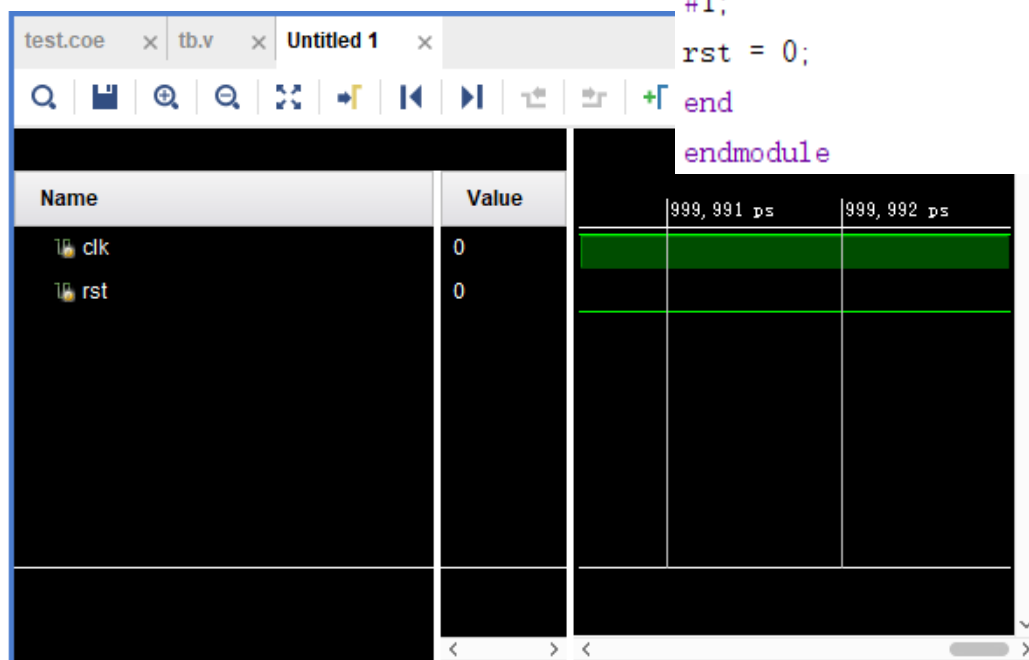 #1;
test.coe tb.v Untitled 1
rst = 0;
end
endmodule
Name Value
999,991 ps 999,992 ps
clk 0
rst 0